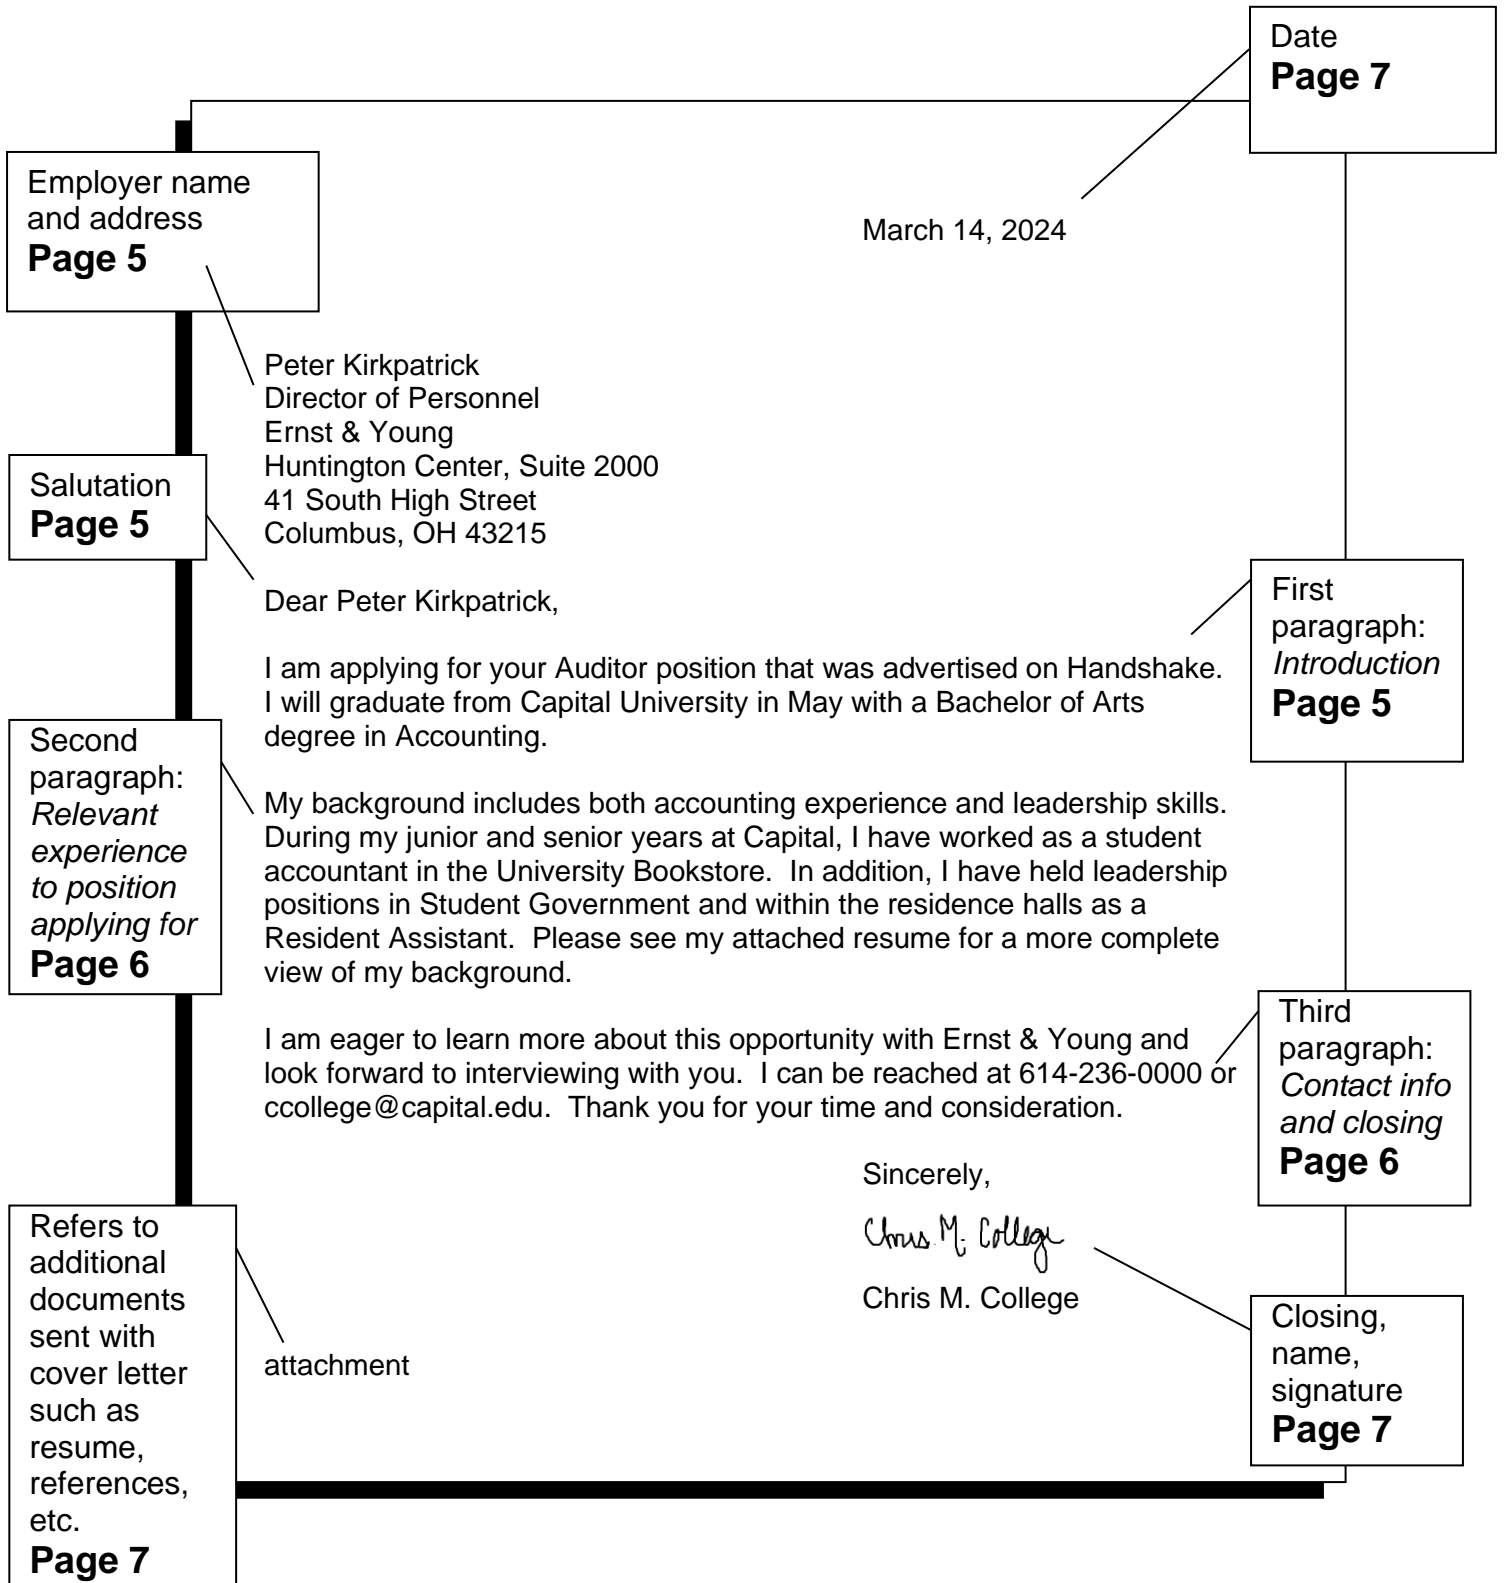 Date
Page 7
Employer name
and address
Page 5
March 14, 2024
Peter Kirkpatrick
Director of Personnel
Ernst & Young
Huntington Center, Suite 2000
41 South High Street
Columbus, OH 43215
Salutation
Page 5
Dear Peter Kirkpatrick,
First
paragraph:
Introduction
Page 5
I am applying for your Auditor position that was advertised on Handshake.
I will graduate from Capital University in May with a Bachelor of Arts
degree in Accounting.
Second
paragraph:
Relevant
experience
to position
applying for
Page 6
My background includes both accounting experience and leadership skills.
During my junior and senior years at Capital, I have worked as a student
accountant in the University Bookstore.  In addition, I have held leadership
positions in Student Government and within the residence halls as a
Resident Assistant.  Please see my attached resume for a more complete
view of my background.
Third
paragraph:
Contact info
and closing
Page 6
I am eager to learn more about this opportunity with Ernst & Young and
look forward to interviewing with you.  I can be reached at 614-236-0000 or
ccollege@capital.edu.  Thank you for your time and consideration.
Sincerely,
Chris M. College
Chris M. College
Closing,
name,
signature
Page 7
Refers to
additional
documents
sent with
cover letter
such as
resume,
references,
etc.
Page 7
attachment